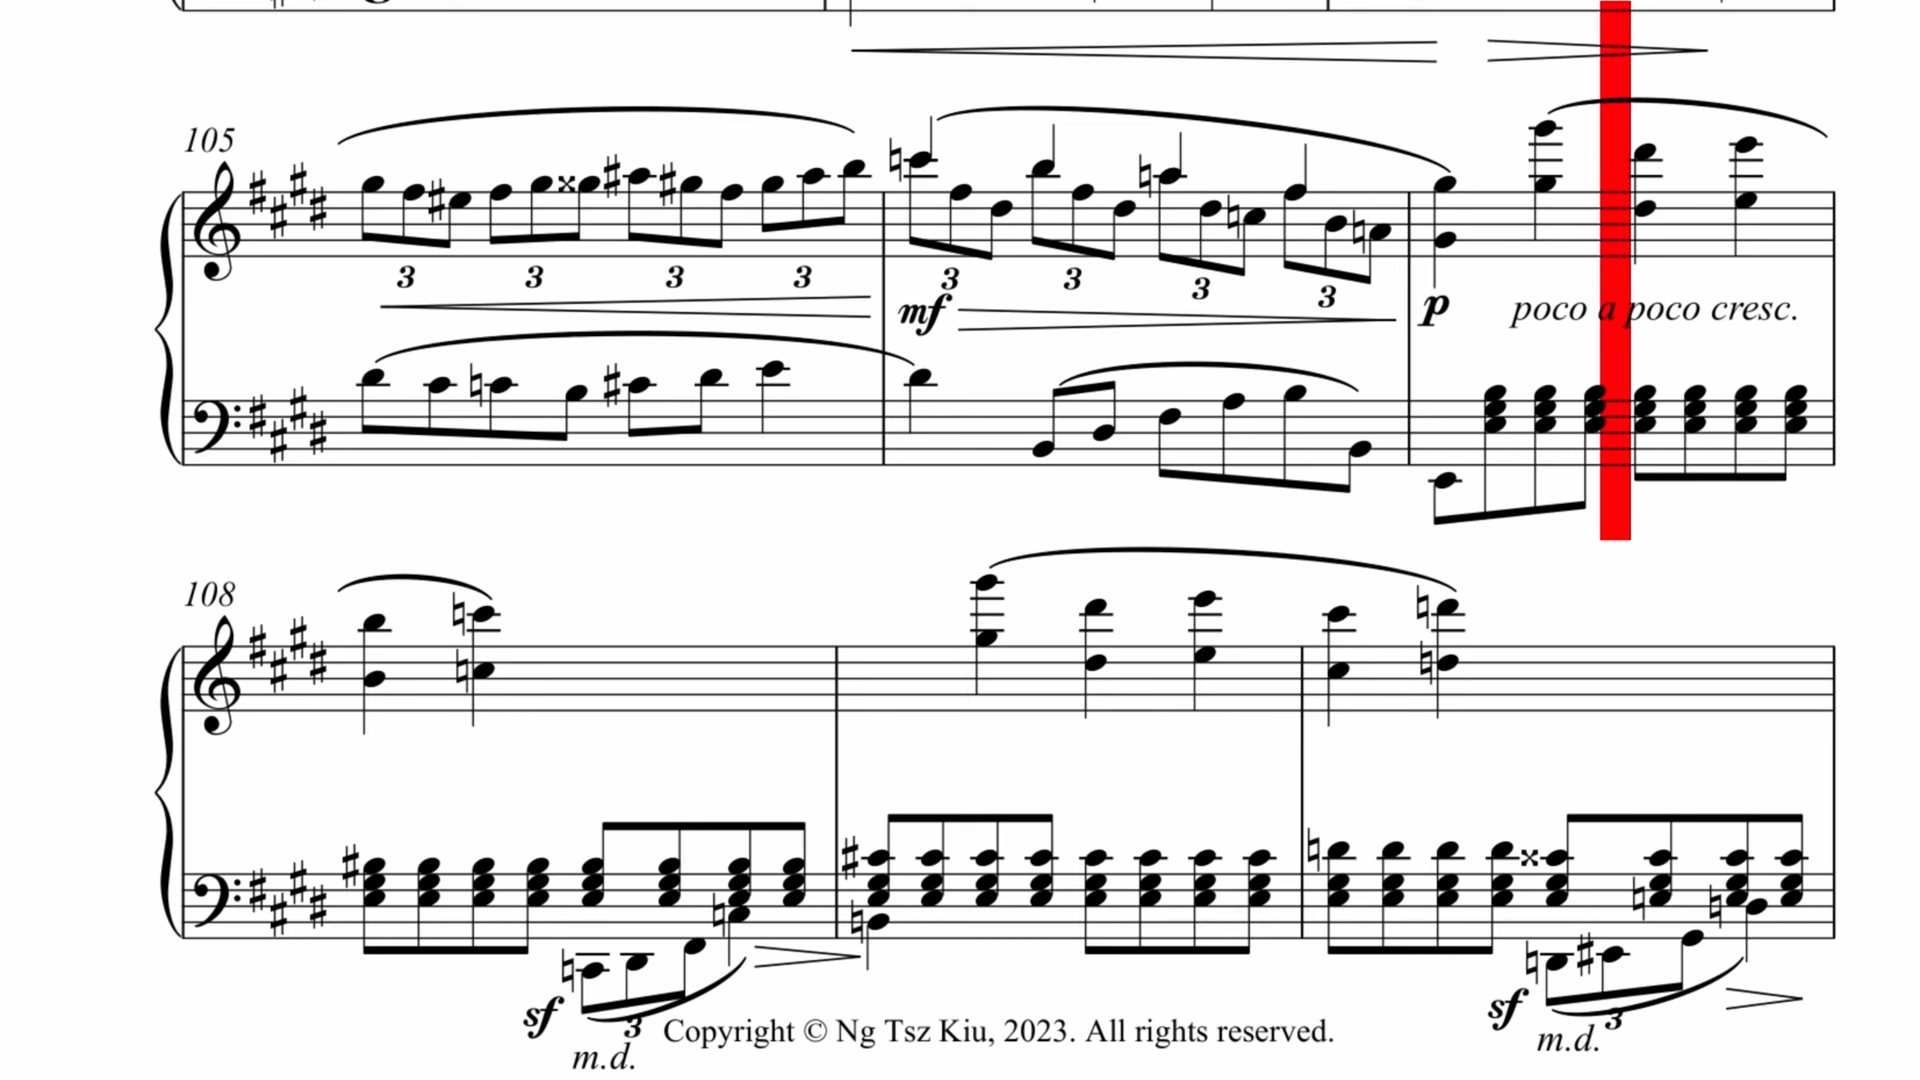 105
3 3 3 3
3 3 3 3
mf p poco a poco cresc.
108
sf 3 m.d.
sf 3 m.d.
Copyright © Ng Tsz Kiu, 2023. All rights reserved.